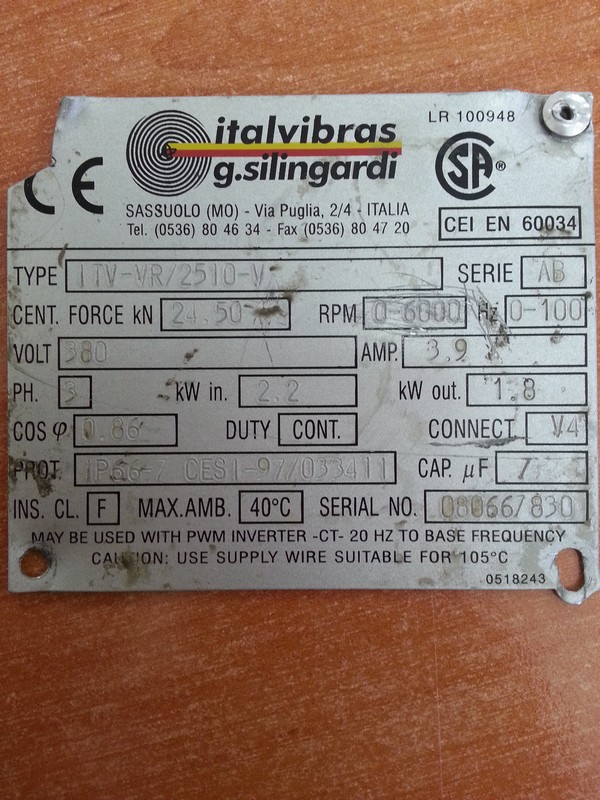 LR 100948
italvibras
g.silingardi
CE
SA ®
SASSUOLO (MO) - Via Puglia, 2/4 - ITALIA
Tel. (0536) 80 46 34 - Fax (0536) 80 47 20
CEI EN 60034
TYPE ITV-VR/2510-V SERIE AB
CENT. FORCE kN 24.50 RPM 0-6000 Hz 0-100
VOLT 380 AMP. 3.9
PH. 3 kW in. 2.2 kW out. 1.8
COS φ 0.86 DUTY CONT. CONNECT. V4
PROT. IP66- CESI-97/033411 CAP. µF /
INS. CL. F MAX.AMB. 40°C SERIAL NO.
MAY BE USED WITH PWM INVERTER -CT- 20 HZ TO BASE FREQUENCY
CAUTION: USE SUPPLY WIRE SUITABLE FOR 105°C
0518243